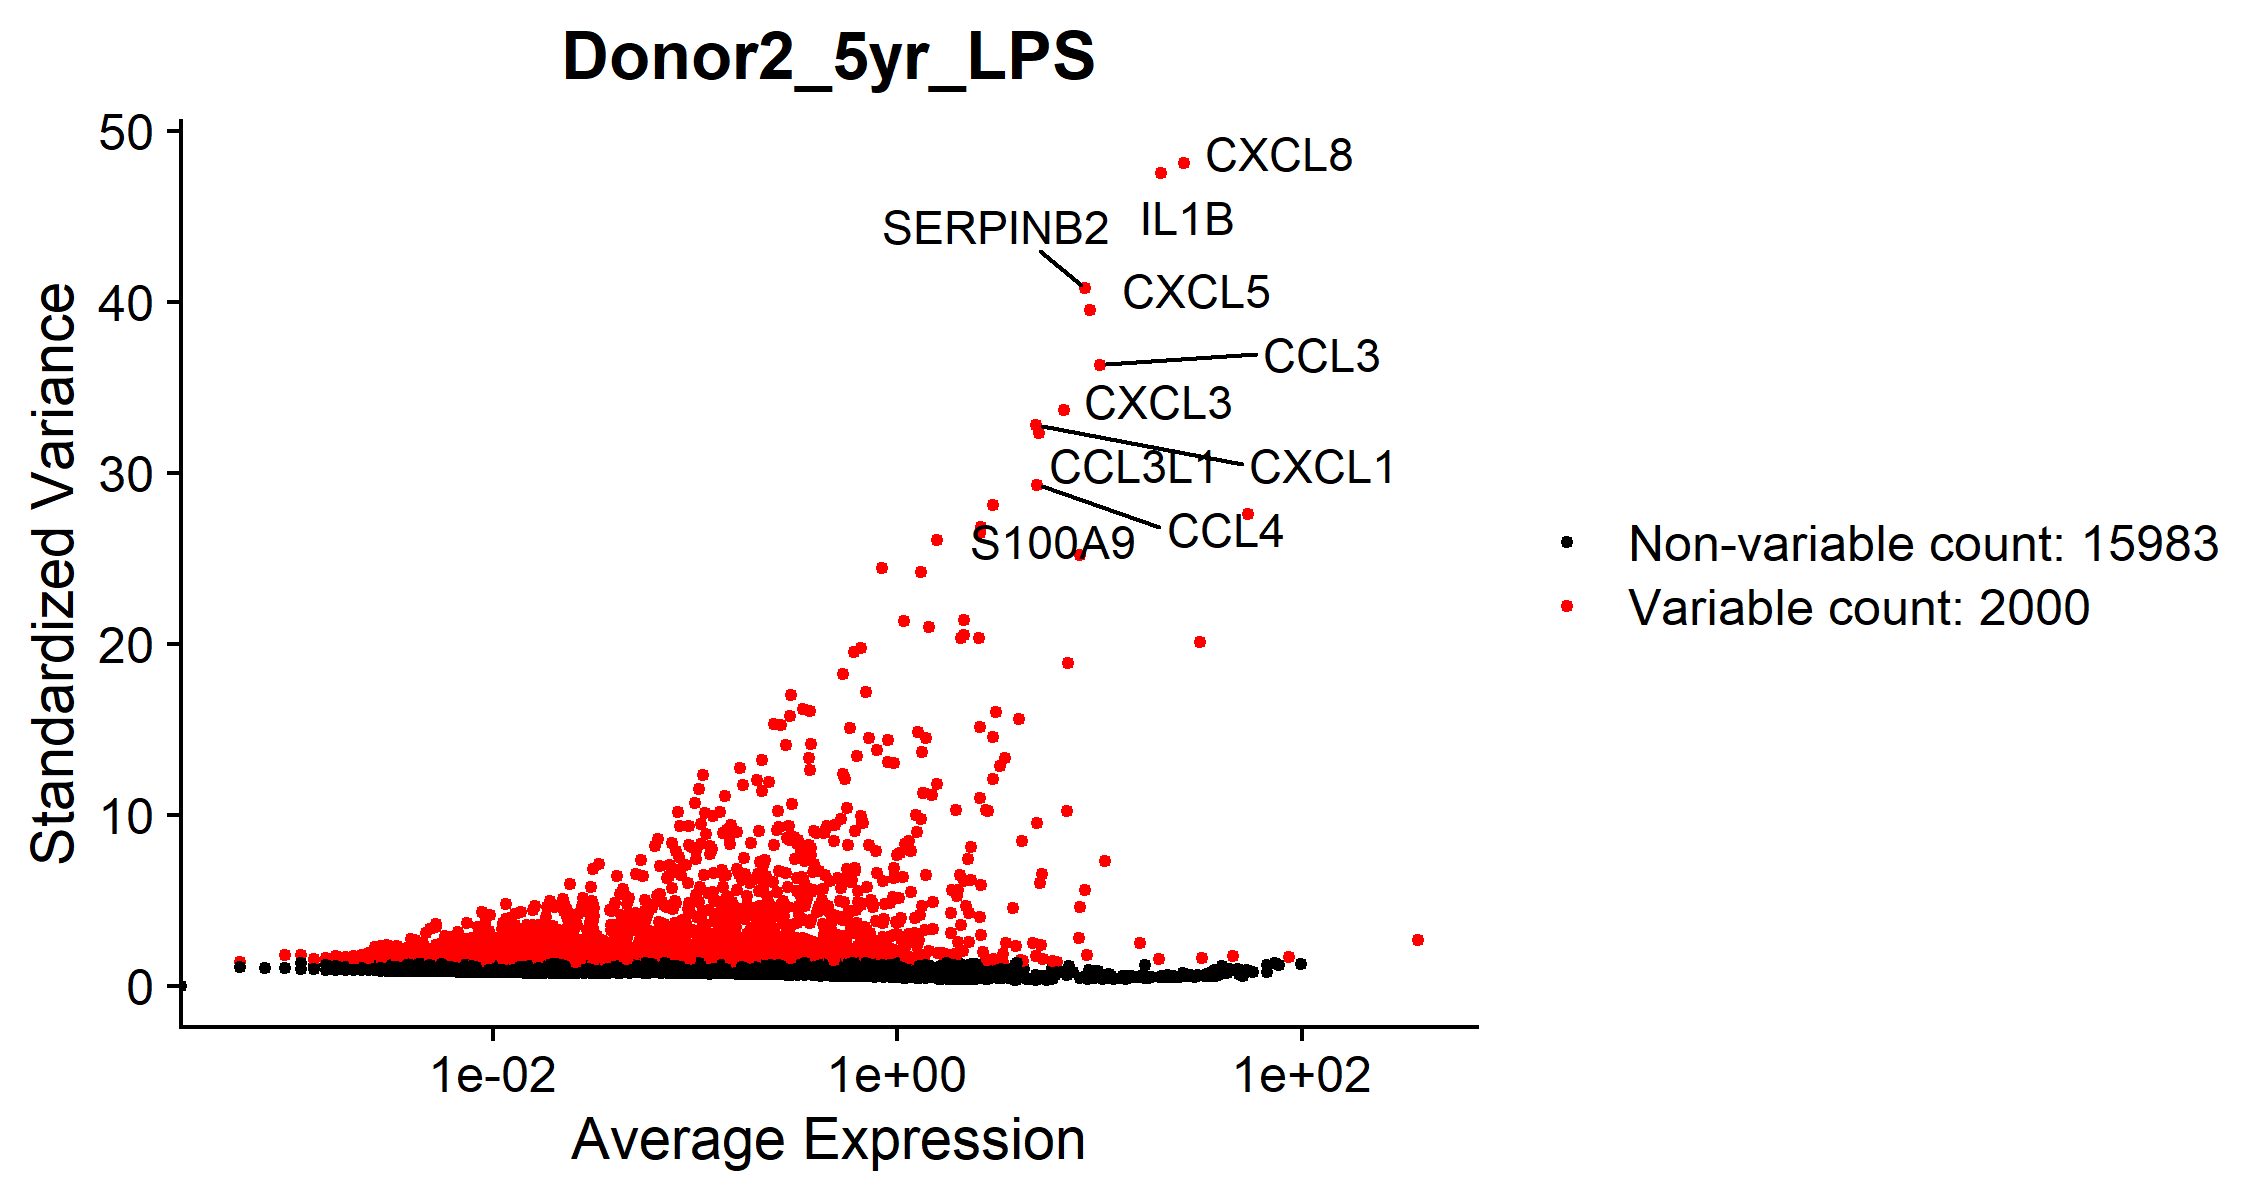 Donor2_5yr_LPS
50
40
30
20
10
0
Standardized Variance
CXCL8
IL1B
SERPINB2
CXCL5
CCL3
CXCL3
CXCL1
CCL3L1
CCL4
S100A9
Non-variable count: 15983
Variable count: 2000
1e-02
1e+00
1e+02
Average Expression